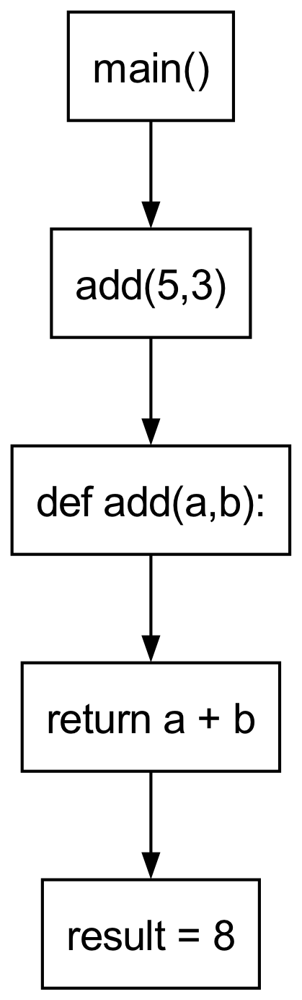 main()
add(5,3)
def add(a,b):
return a + b
result = 8